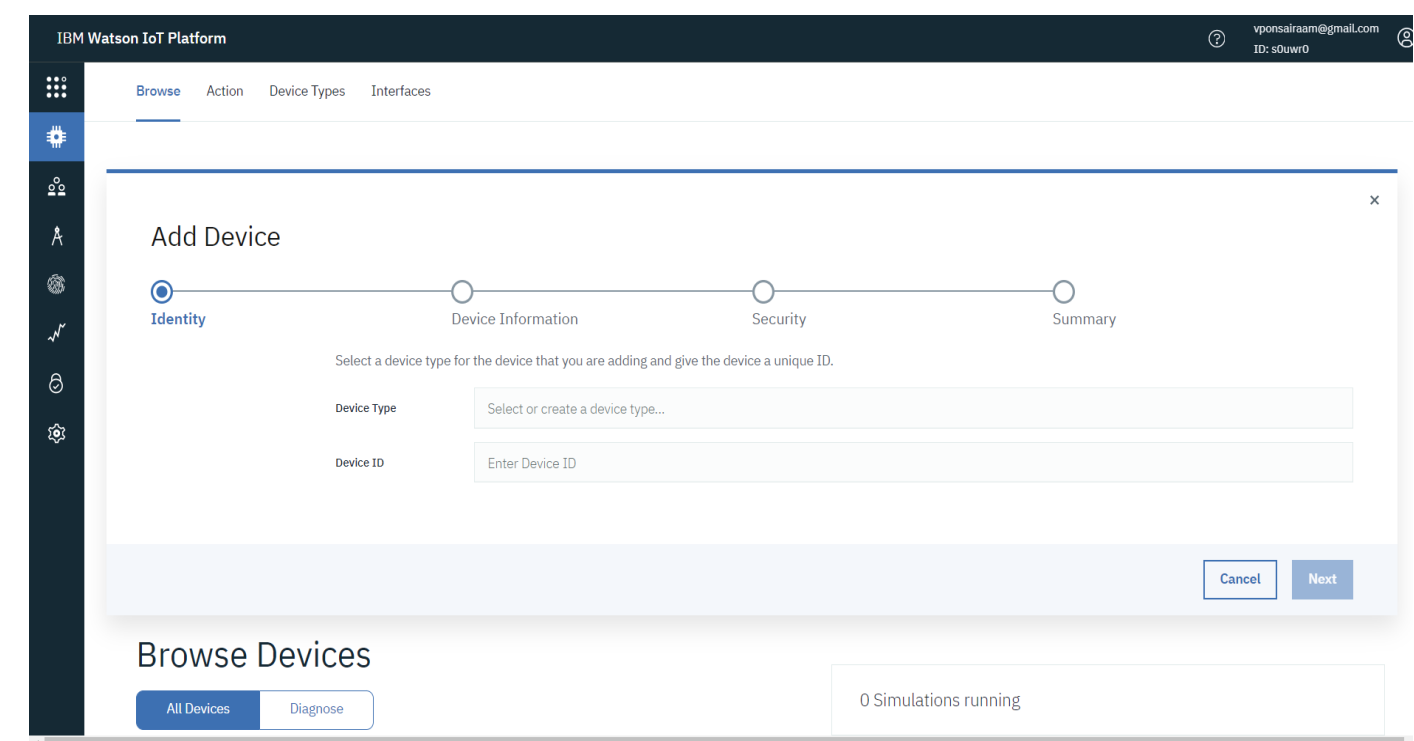 IBM Watson IoT Platform
vponsairaam@gmail.com
ID: s0uwr0
Browse Action Device Types Interfaces
Add Device
Identity Device Information Security Summary
Select a device type for the device that you are adding and give the device a unique ID.
Device Type Select or create a device type...
Device ID Enter Device ID
Cancel Next
Browse Devices
All Devices Diagnose
0 Simulations running